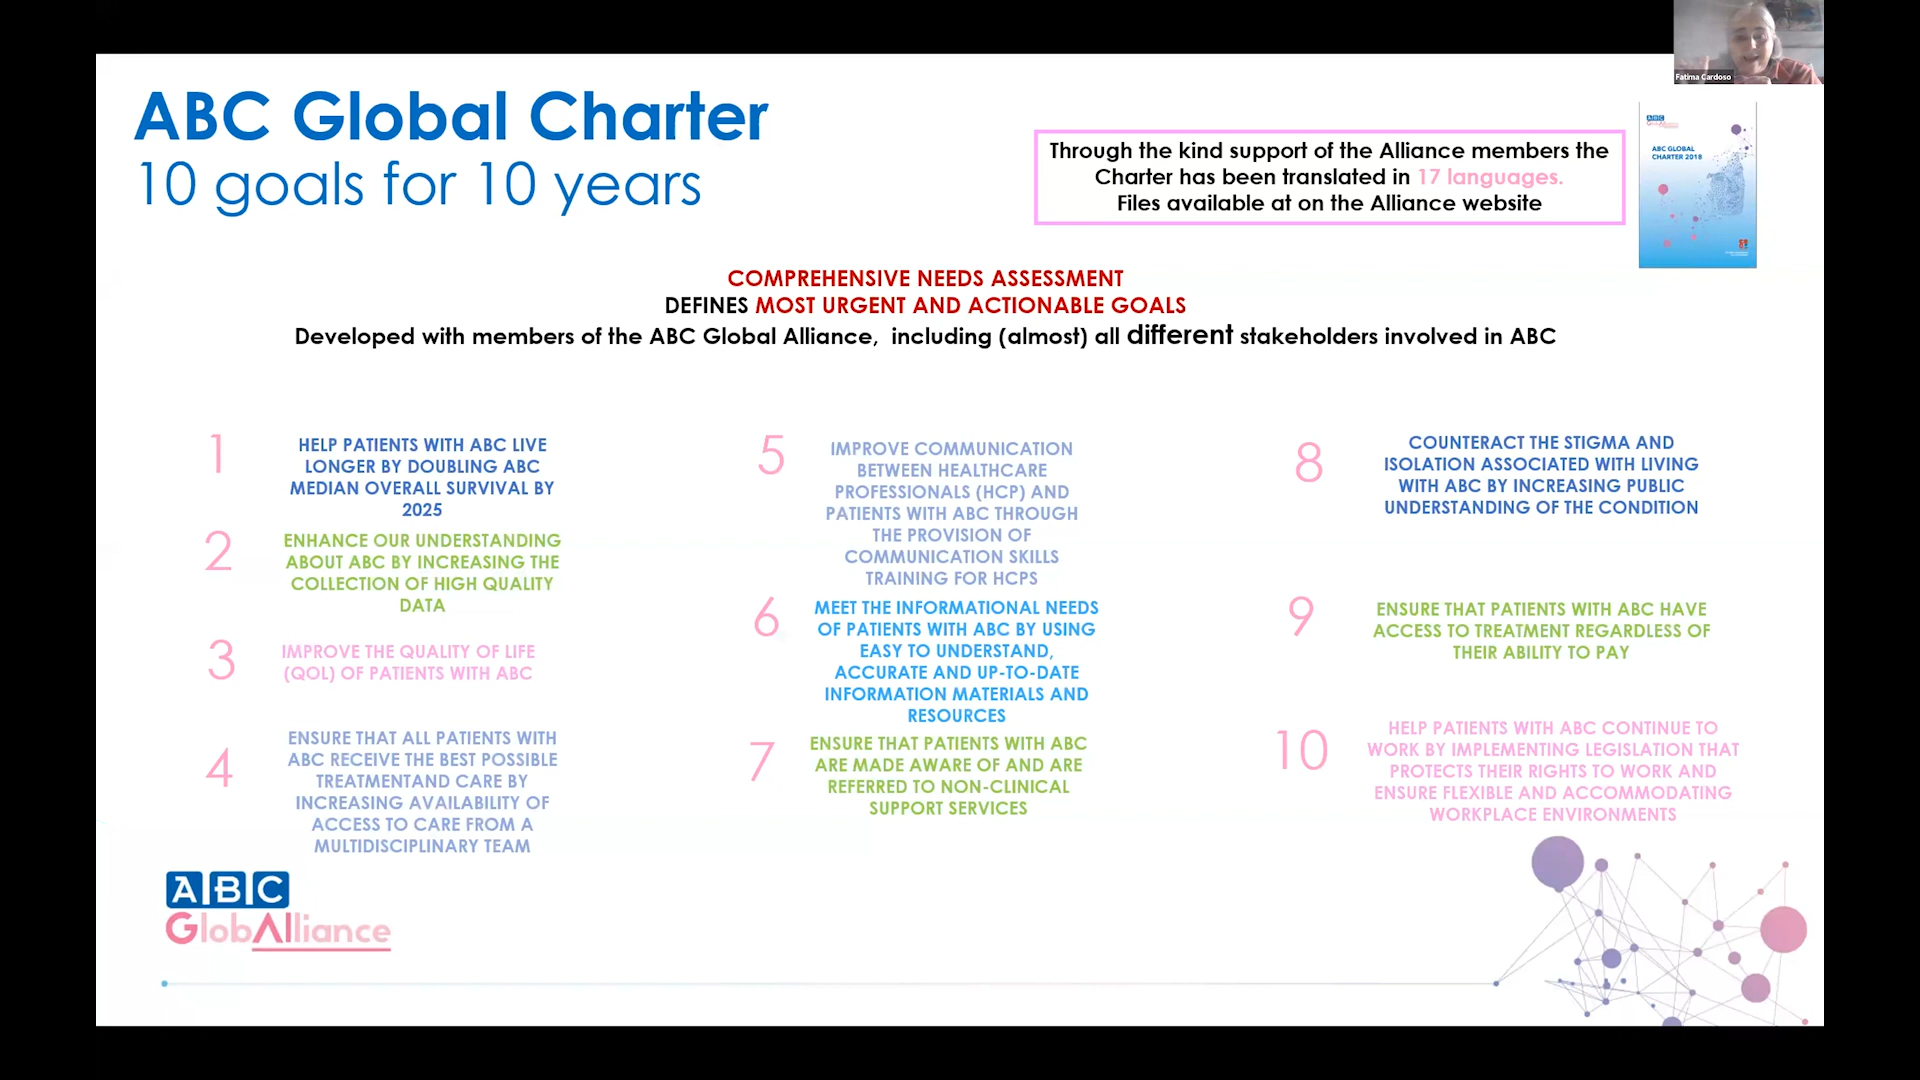 Fatima Cardoso
ABC Global Charter
10 goals for 10 years
Through the kind support of the Alliance members the
Charter has been translated in 17 languages.
Files available at on the Alliance website
ABC
ABC GLOBAL
CHARTER 2018
COMPREHENSIVE NEEDS ASSESSMENT
DEFINES MOST URGENT AND ACTIONABLE GOALS
Developed with members of the ABC Global Alliance, including (almost) all different stakeholders involved in ABC
1
HELP PATIENTS WITH ABC LIVE
LONGER BY DOUBLING ABC
MEDIAN OVERALL SURVIVAL BY
2025
2
ENHANCE OUR UNDERSTANDING
ABOUT ABC BY INCREASING THE
COLLECTION OF HIGH QUALITY
DATA
3
IMPROVE THE QUALITY OF LIFE
(QOL) OF PATIENTS WITH ABC
4
ENSURE THAT ALL PATIENTS WITH
ABC RECEIVE THE BEST POSSIBLE
TREATMENTAND CARE BY
INCREASING AVAILABILITY OF
ACCESS TO CARE FROM A
MULTIDISCIPLINARY TEAM
5
IMPROVE COMMUNICATION
BETWEEN HEALTHCARE
PROFESSIONALS (HCP) AND
PATIENTS WITH ABC THROUGH
THE PROVISION OF
COMMUNICATION SKILLS
TRAINING FOR HCPS
6
MEET THE INFORMATIONAL NEEDS
OF PATIENTS WITH ABC BY USING
EASY TO UNDERSTAND,
ACCURATE AND UP-TO-DATE
INFORMATION MATERIALS AND
RESOURCES
7
ENSURE THAT PATIENTS WITH ABC
ARE MADE AWARE OF AND ARE
REFERRED TO NON-CLINICAL
SUPPORT SERVICES
8
COUNTERACT THE STIGMA AND
ISOLATION ASSOCIATED WITH LIVING
WITH ABC BY INCREASING PUBLIC
UNDERSTANDING OF THE CONDITION
9
ENSURE THAT PATIENTS WITH ABC HAVE
ACCESS TO TREATMENT REGARDLESS OF
THEIR ABILITY TO PAY
10
HELP PATIENTS WITH ABC CONTINUE TO
WORK BY IMPLEMENTING LEGISLATION THAT
PROTECTS THEIR RIGHTS TO WORK AND
ENSURE FLEXIBLE AND ACCOMMODATING
WORKPLACE ENVIRONMENTS
ABC
GlobAlliance